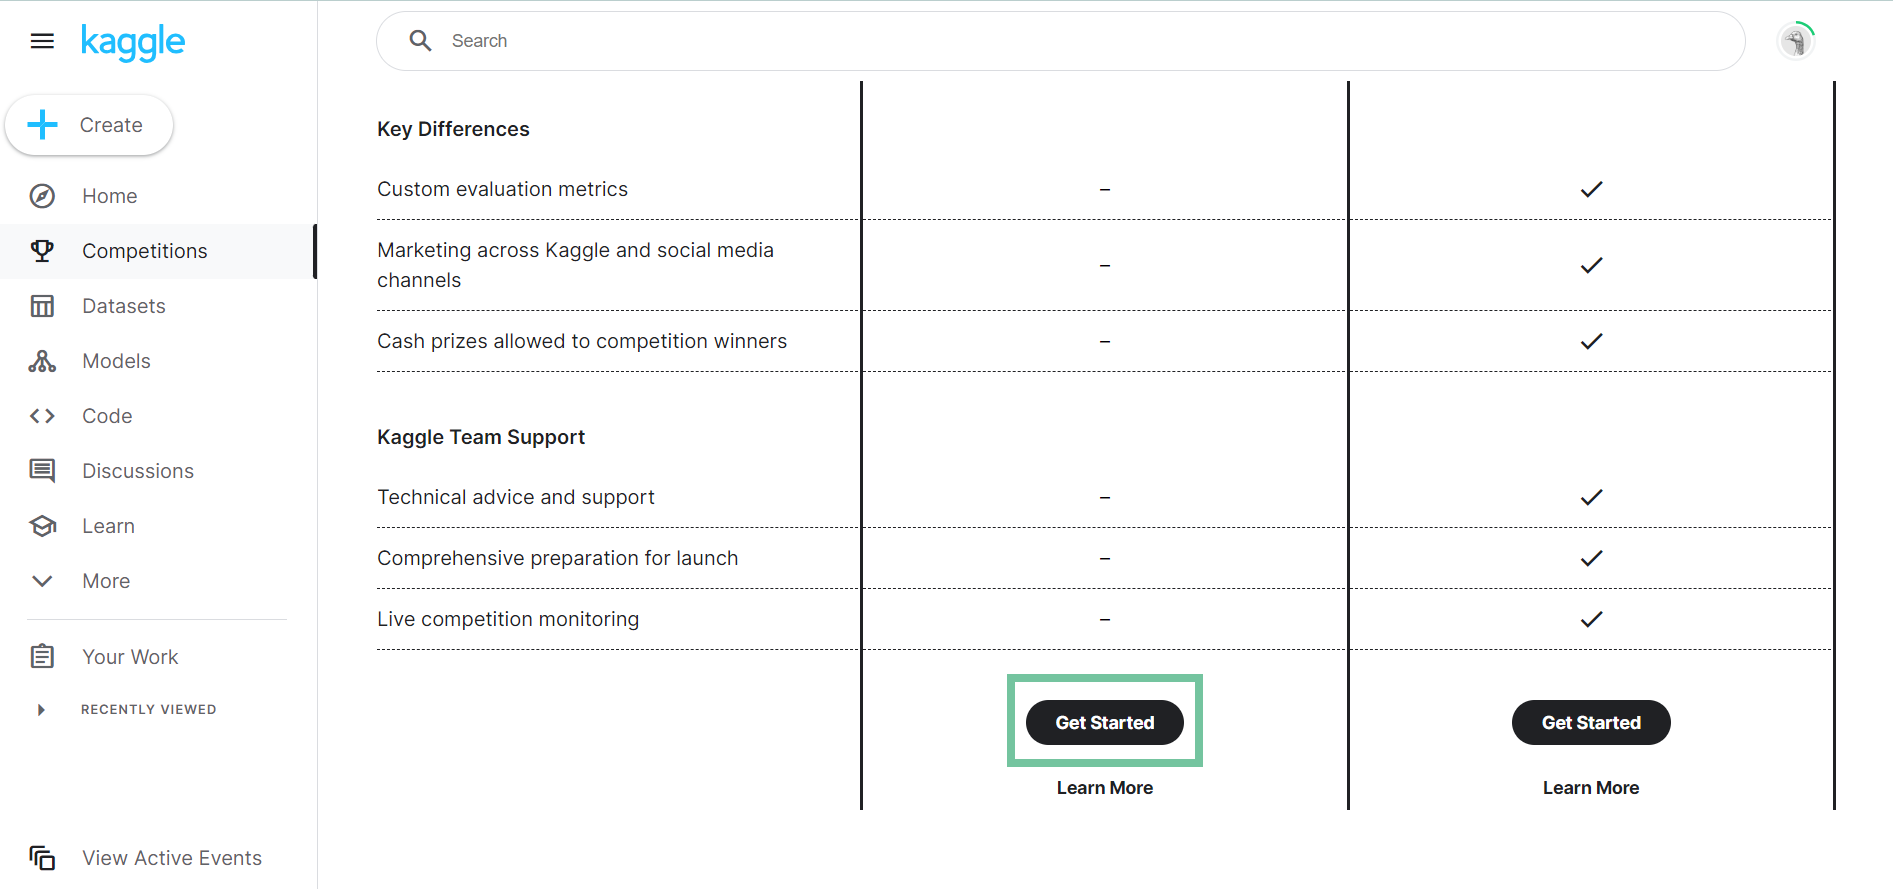 kaggle
Search
Create
Home
Competitions
Datasets
Models
Code
Discussions
Learn
More
Your Work
RECENTLY VIEWED
View Active Events
Key Differences
Custom evaluation metrics –
Marketing across Kaggle and social media
channels –
Cash prizes allowed to competition winners –
Kaggle Team Support
Technical advice and support –
Comprehensive preparation for launch –
Live competition monitoring –
Get Started Get Started
Learn More Learn More